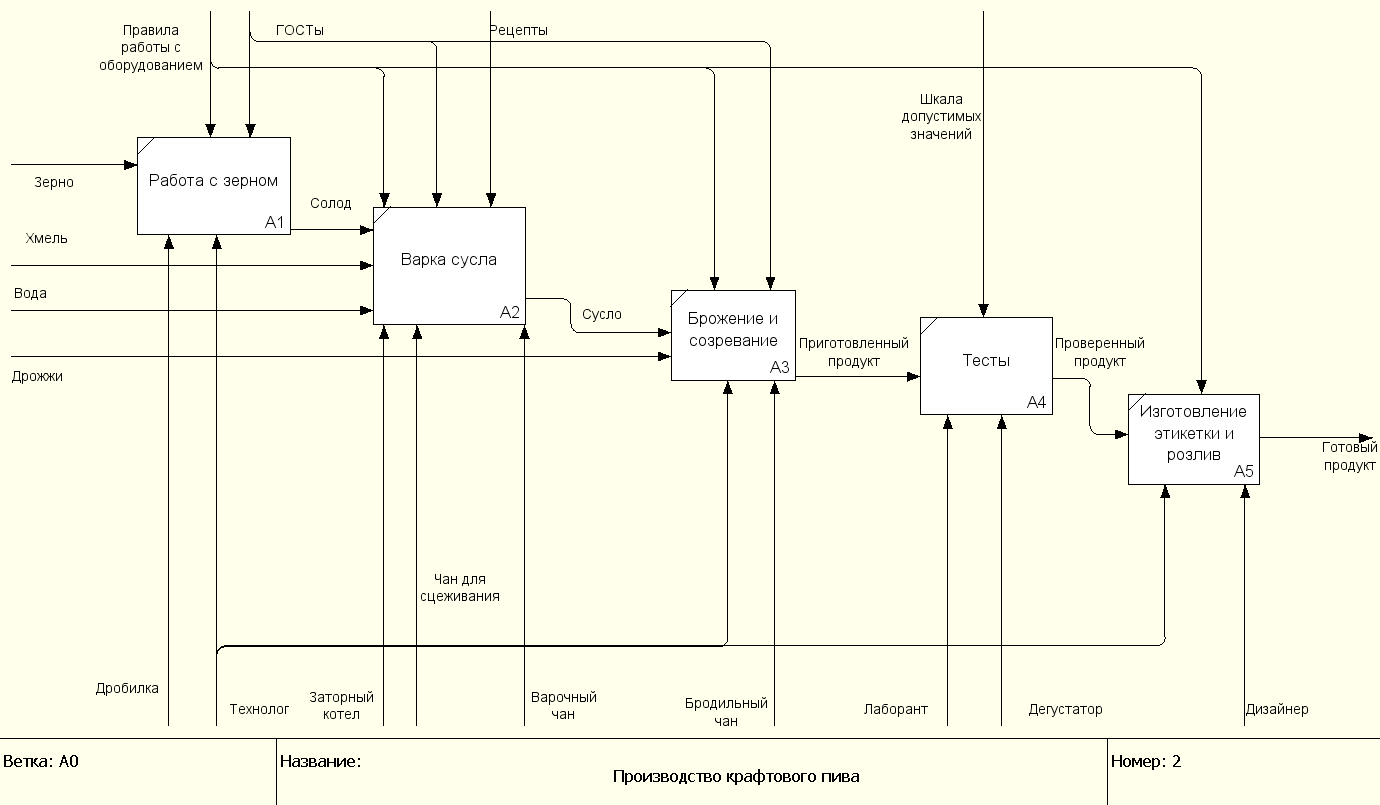 Правила
работы с
оборудованием
ГОСТы
Рецепты
Шкала
допустимых
значений
Зерно
Работа с зерном
A1
Солод
Хмель
Варка сусла
A2
Вода
Сусло
Брожение и
созревание
A3
Дрожжи
Приготовленный
продукт
Тесты
A4
Проверенный
продукт
Изготовление
этикетки и
розлив
A5
Готовый
продукт
Чан для
сцеживания
Дробилка
Технолог
Заторный
котел
Варочный
чан
Бродильный
чан
Лаборант
Дегустатор
Дизайнер
Ветка: A0
Название:
Производство крафтового пива
Номер: 2